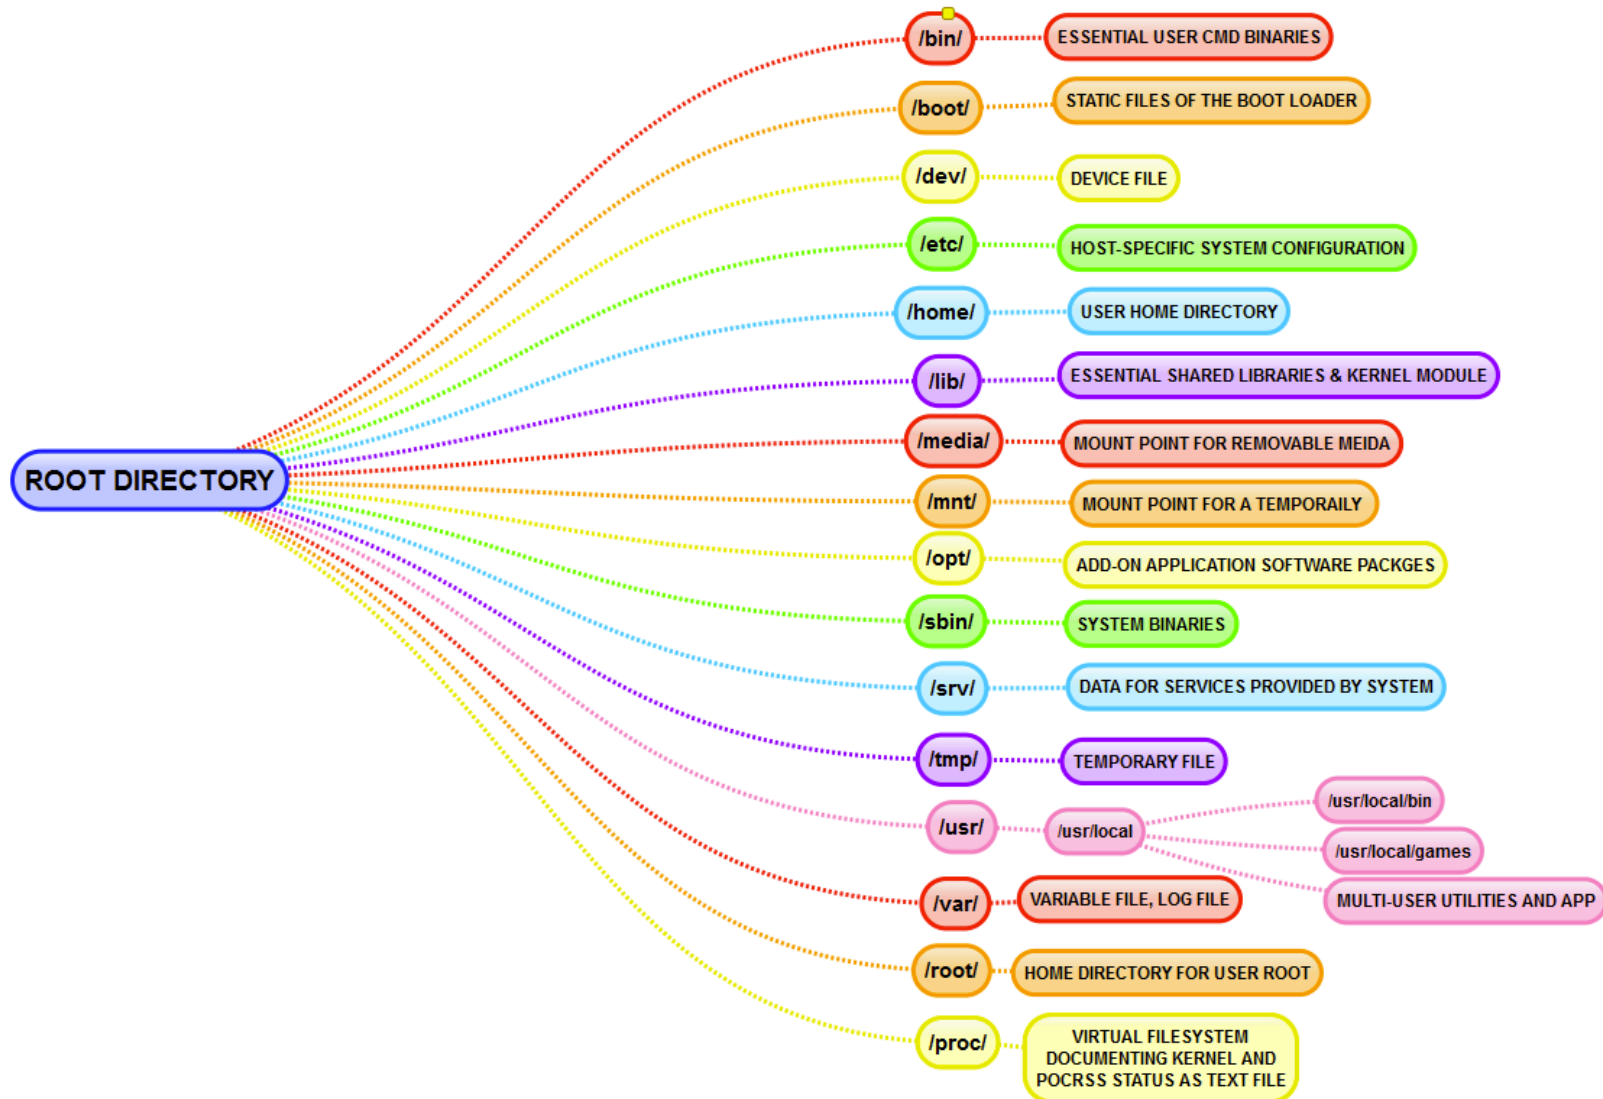 ROOT DIRECTORY
/bin/
ESSENTIAL USER CMD BINARIES
/boot/
STATIC FILES OF THE BOOT LOADER
/dev/
DEVICE FILE
/etc/
HOST-SPECIFIC SYSTEM CONFIGURATION
/home/
USER HOME DIRECTORY
/lib/
ESSENTIAL SHARED LIBRARIES & KERNEL MODULE
/media/
MOUNT POINT FOR REMOVABLE MEIDA
/mnt/
MOUNT POINT FOR A TEMPORAILY
/opt/
ADD-ON APPLICATION SOFTWARE PACKGES
/sbin/
SYSTEM BINARIES
/srv/
DATA FOR SERVICES PROVIDED BY SYSTEM
/tmp/
TEMPORARY FILE
/usr/
/usr/local
/usr/local/bin
/usr/local/games
MULTI-USER UTILITIES AND APP
/var/
VARIABLE FILE, LOG FILE
/root/
HOME DIRECTORY FOR USER ROOT
/proc/
VIRTUAL FILESYSTEM
DOCUMENTING KERNEL AND
POCRSS STATUS AS TEXT FILE